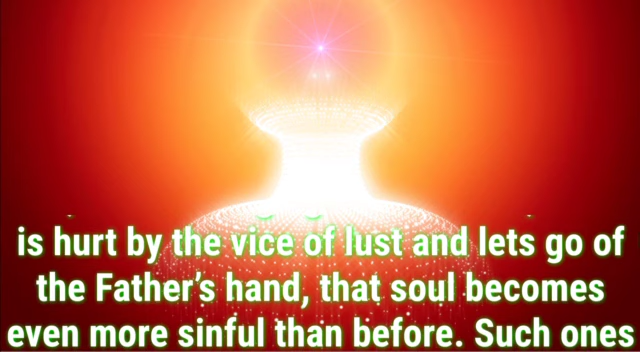 is hurt by the vice of lust and lets go of
the Father’s hand, that soul becomes
even more sinful than before. Such ones